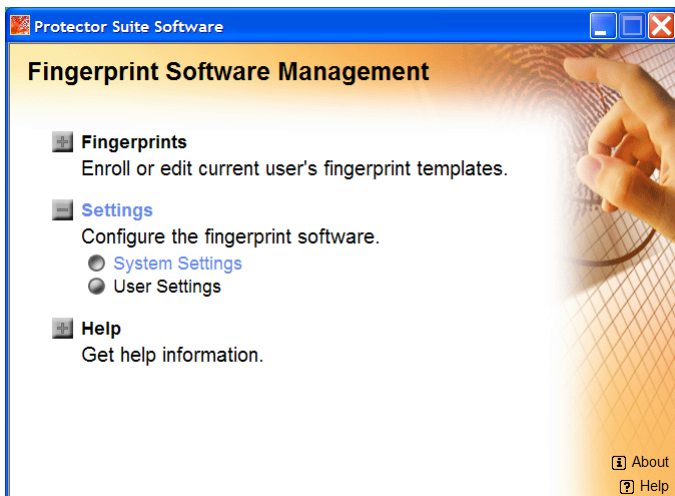 Protector Suite Software
Fingerprint Software Management
Fingerprints
Enroll or edit current user's fingerprint templates.
Settings
Configure the fingerprint software.
System Settings
User Settings
Help
Get help information.
About
Help